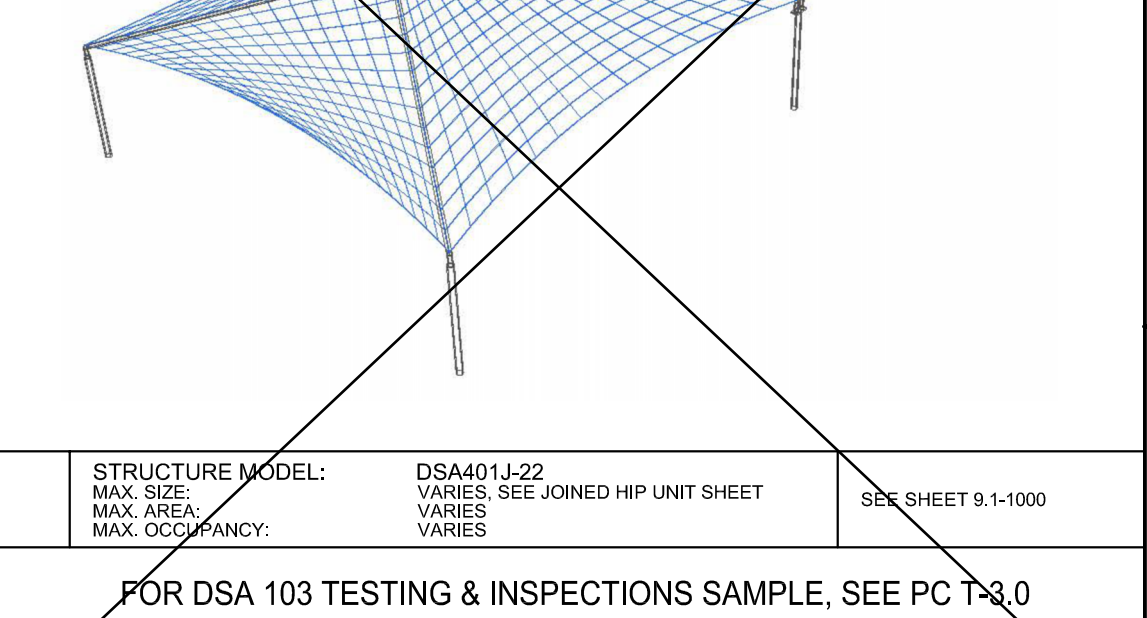 STRUCTURE MODEL: DSA401J-22
MAX. SIZE: VARIES, SEE JOINED HIP UNIT SHEET
MAX. AREA: VARIES
MAX. OCCUPANCY: VARIES
SEE SHEET 9.1-1000
FOR DSA 103 TESTING & INSPECTIONS SAMPLE, SEE PC T-3.0